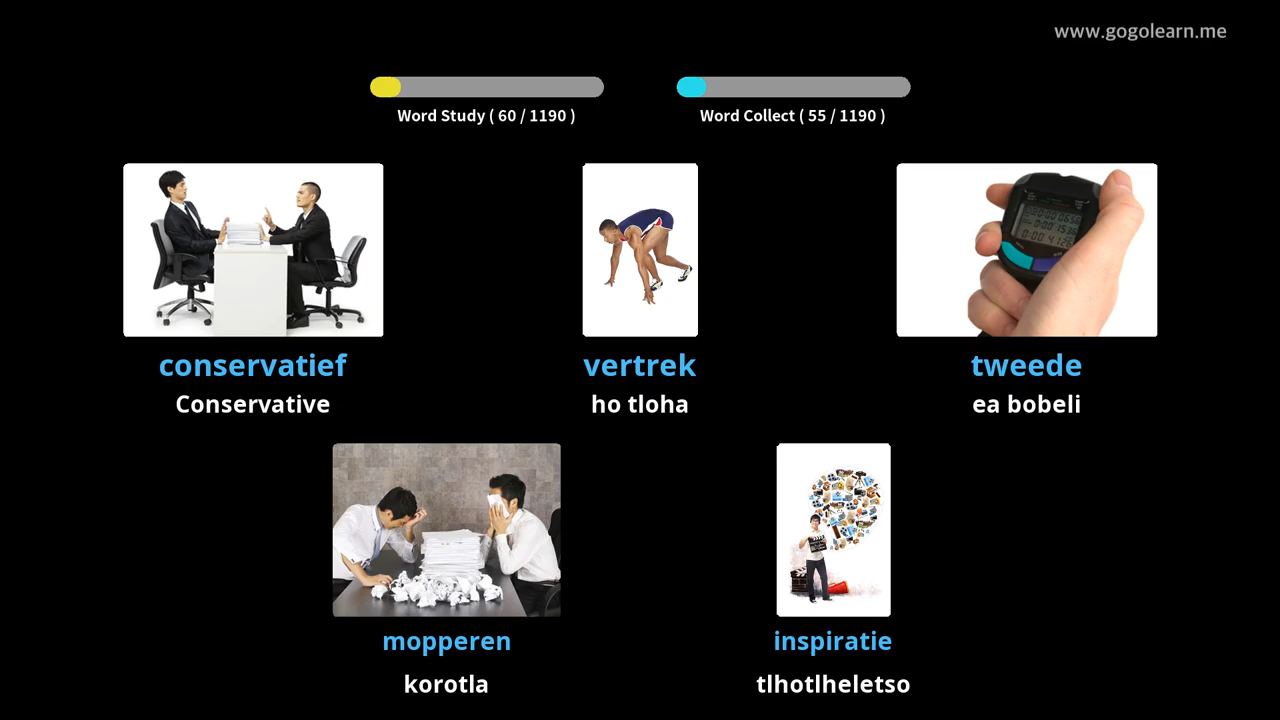 www.gogolearn.me
Word Study ( 60 / 1190 )
Word Collect ( 55 / 1190 )
conservatief
Conservative
vertrek
ho tloha
tweede
ea bobeli
mopperen
korotla
inspiratie
tlhotlheletso